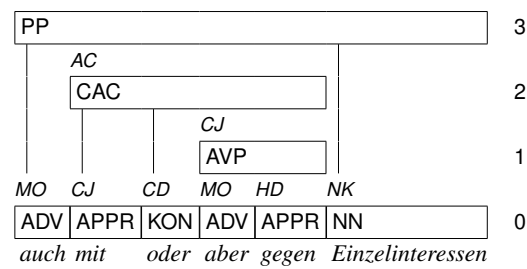 PP 3
AC
CAC 2
CJ
AVP 1
MO CJ CD MO HD NK
ADV APPR KON ADV APPR NN 0
auch mit oder aber gegen Einzelinteressen